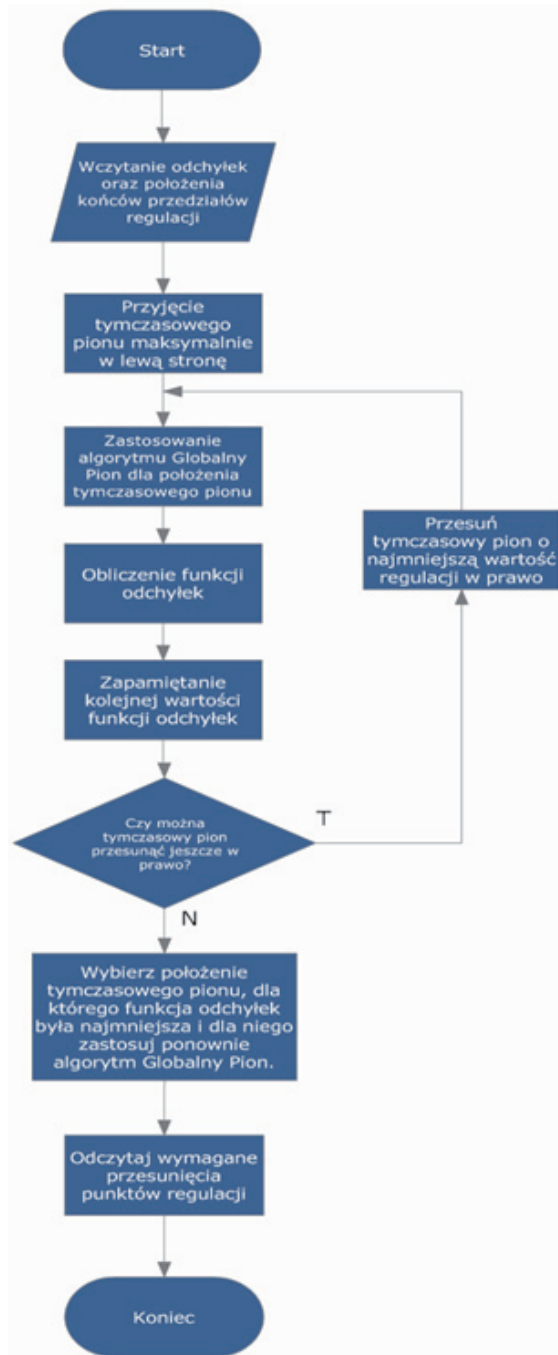 Start
Wczytanie odchyłek
oraz położenia
końców przedziałów
regulacji
Przyjęcie
tymczasowego
pionu maksymalnie
w lewą stronę
Zastosowanie
algorytmu Globalny
Pion dla położenia
tymczasowego pionu
Przesuń
tymczasowy pion o
najmniejszą wartość
regulacji w prawo
Obliczenie funkcji
odchyłek
Zapamiętanie
kolejnej wartości
funkcji odchyłek
Czy można
tymczasowy pion
przesunąć jeszcze w
prawo?
T
N
Wybierz położenie
tymczasowego pionu, dla
którego funkcja odchyłek
była najmniejsza i dla niego
zastosuj ponownie
algorytm Globalny Pion.
Odczytaj wymagane
przesunięcia
punktów regulacji
Koniec